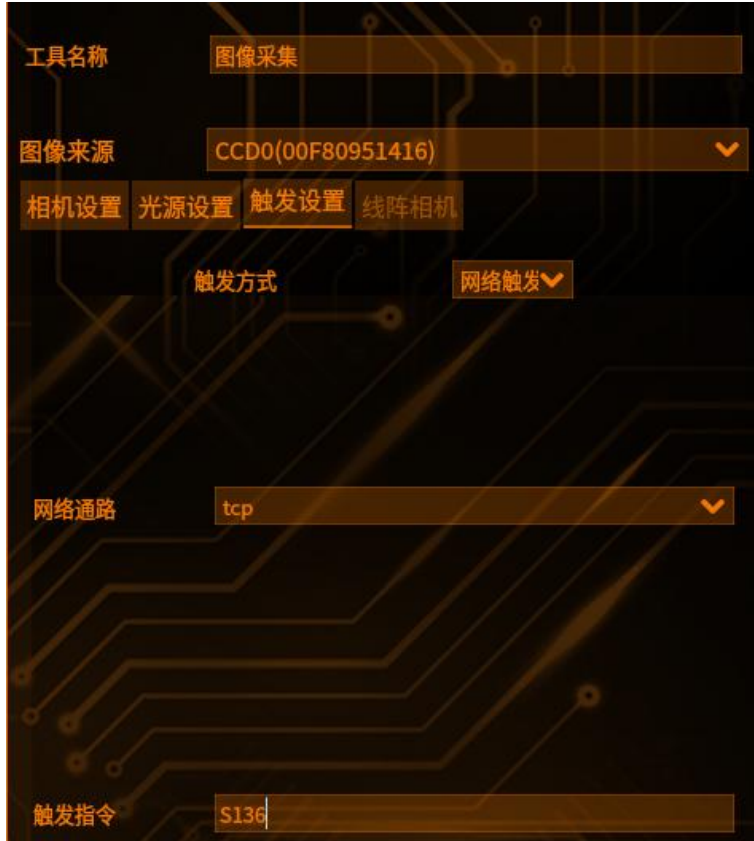 工具名称 图像采集
图像来源 CCD0(00F80951416)
相机设置 光源设置 触发设置 线阵相机
触发方式 网络触发
网络通路 tcp
触发指令 S136